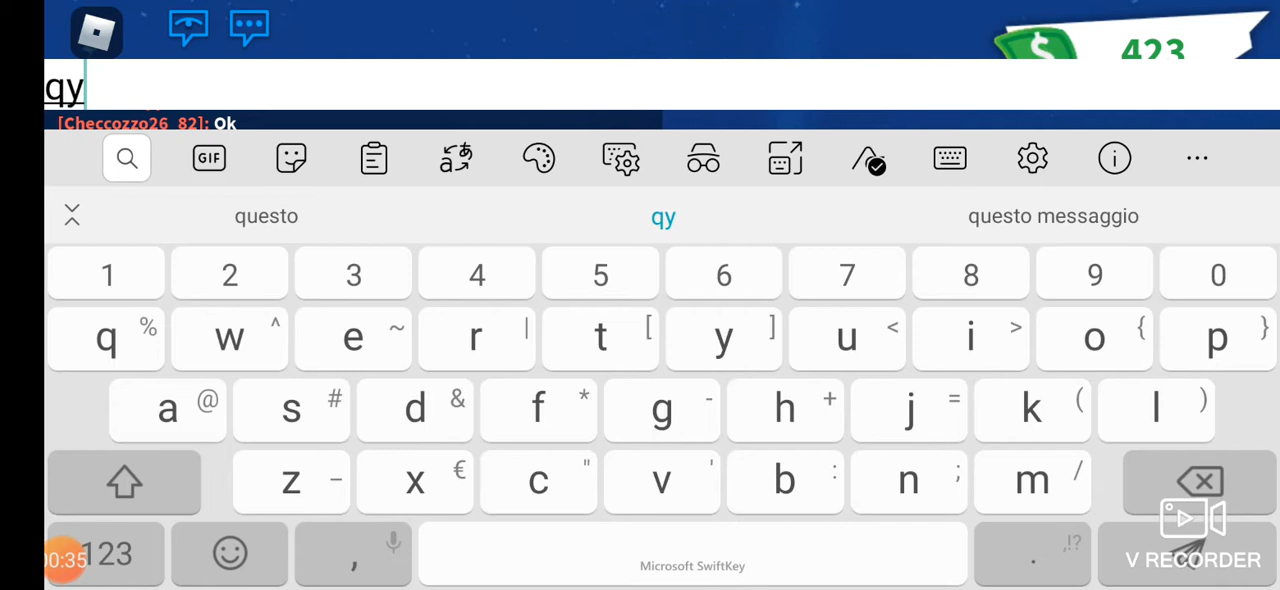 423
qy
[Checcozzo26_82]: Ok
GIF
questo qy questo messaggio
1 2 3 4 5 6 7 8 9 0
q % w ^ e ~ r | t [ y ] u < i > o { p }
a @ s # d & f * g - h + j = k ( l )
z _ x € c " v ' b : n ; m /
00:35 123 , Microsoft SwiftKey . ,!?
V RECORDER